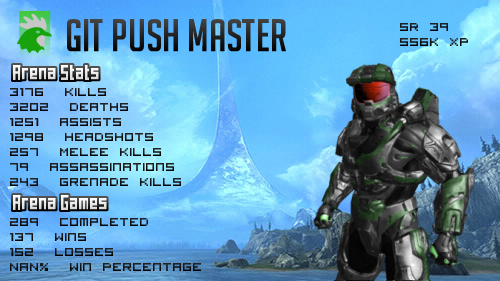 GIT PUSH MASTER
SR 39
556K XP
Arena Stats
3176 KILLS
3202 DEATHS
1251 ASSISTS
1298 HEADSHOTS
257 MELEE KILLS
79 ASSASSINATIONS
243 GRENADE KILLS
Arena Games
289 COMPLETED
137 WINS
152 LOSSES
NAN% WIN PERCENTAGE